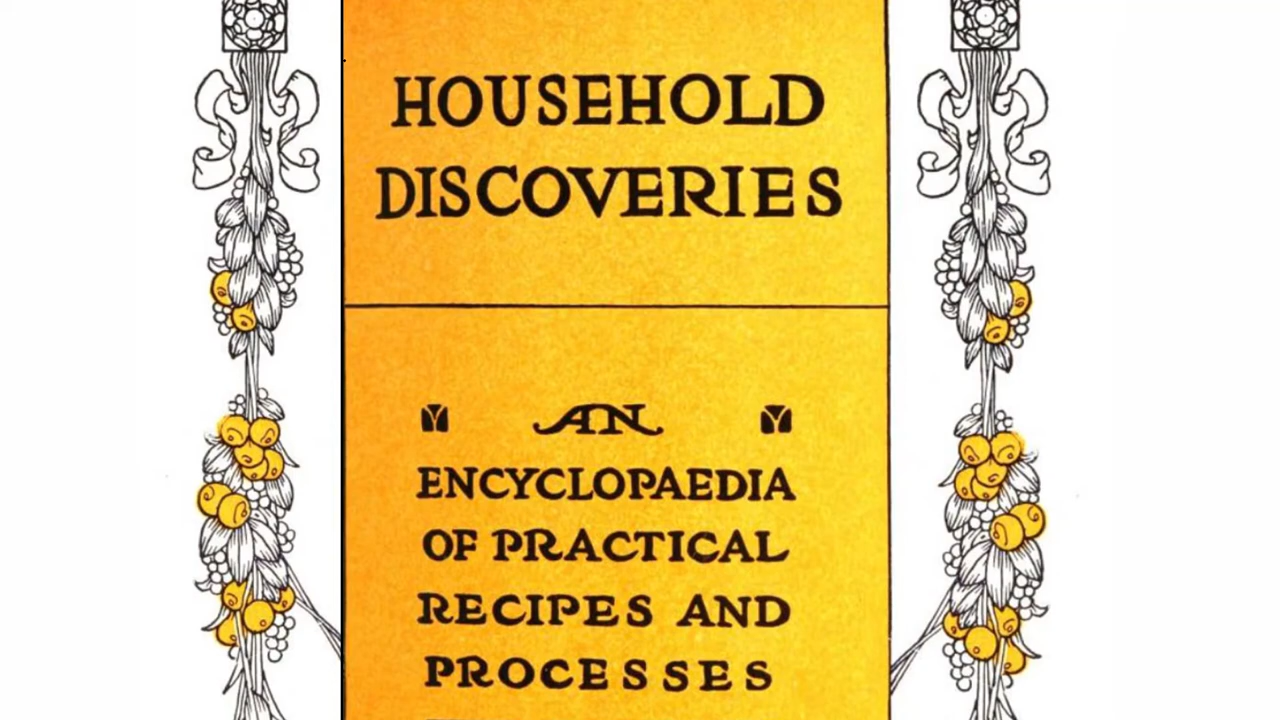 HOUSEHOLD
DISCOVERIES
AN
ENCYCLOPAEDIA
OF PRACTICAL
RECIPES AND
PROCESSES